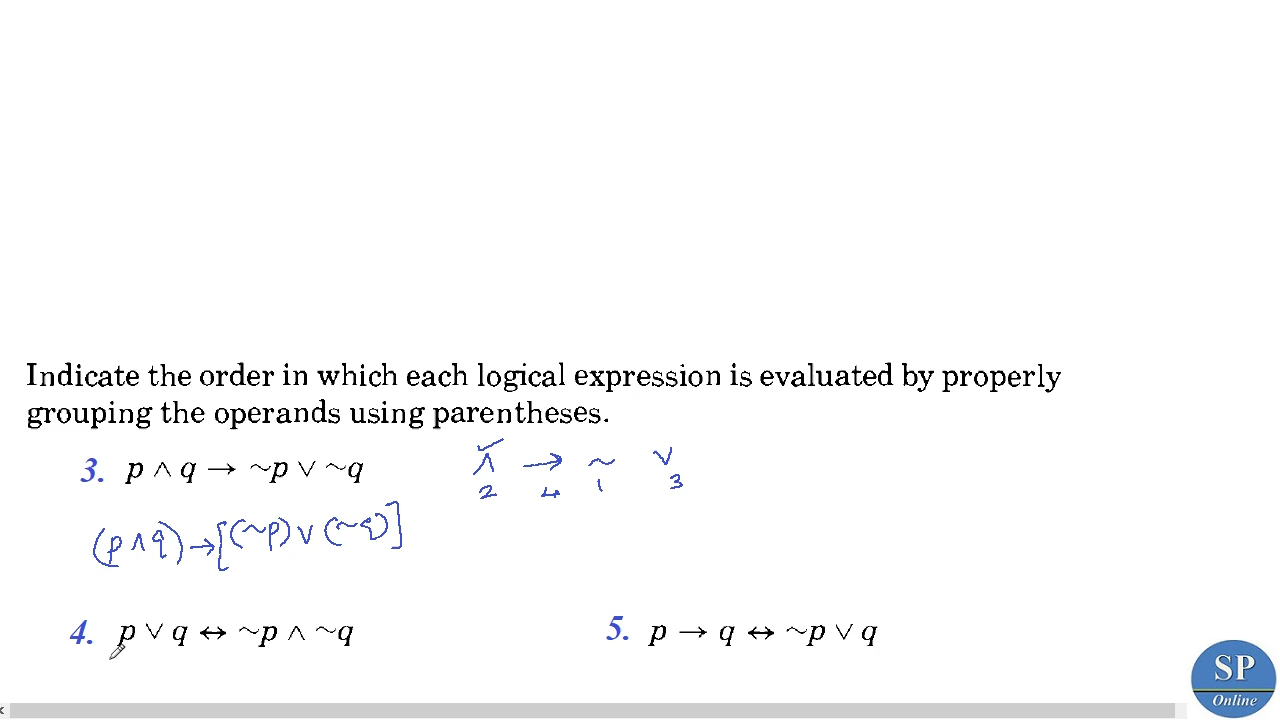 Indicate the order in which each logical expression is evaluated by properly
grouping the operands using parentheses.
3. p ∧ q → ~p ∨ ~q
∧ → ~ ∨
2 4 1 3
(p ∧ q) → [(~p) ∨ (~q)]
4. p ∨ q ↔ ~p ∧ ~q
5. p → q ↔ ~p ∨ q
SP
Online